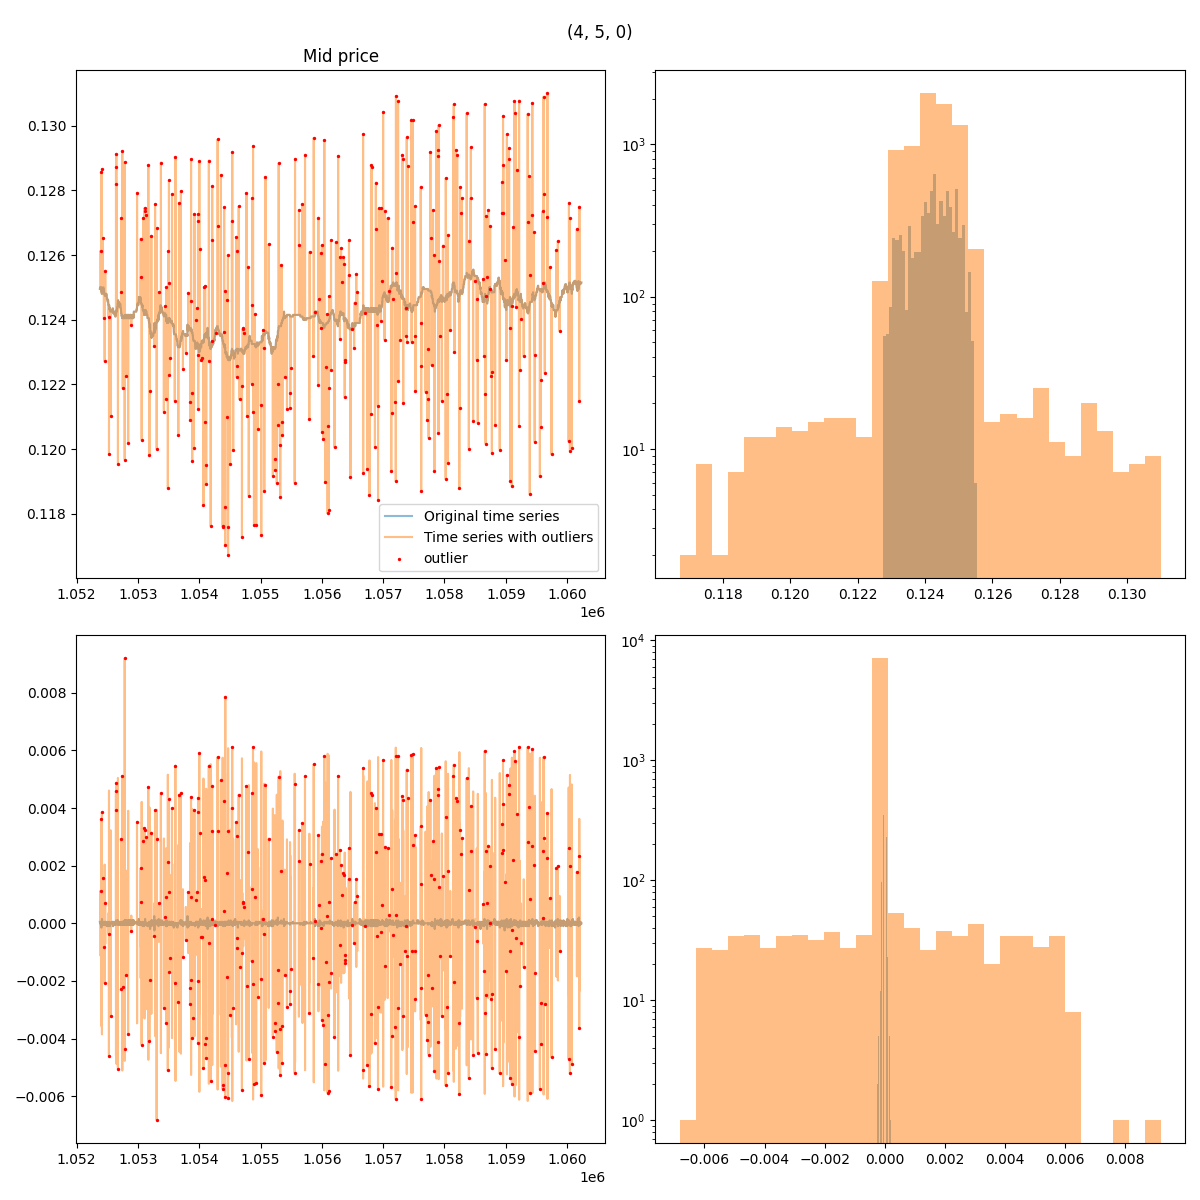 (4, 5, 0)
Mid price
0.130
0.128
0.126
0.124
0.122
0.120
0.118
Original time series
Time series with outliers
outlier
1.052 1.053 1.054 1.055 1.056 1.057 1.058 1.059 1.060
1e6
10³
10²
10¹
0.118 0.120 0.122 0.124 0.126 0.128 0.130
0.008
0.006
0.004
0.002
0.000
−0.002
−0.004
−0.006
1.052 1.053 1.054 1.055 1.056 1.057 1.058 1.059 1.060
1e6
10⁴
10³
10²
10¹
10⁰
−0.006 −0.004 −0.002 0.000 0.002 0.004 0.006 0.008